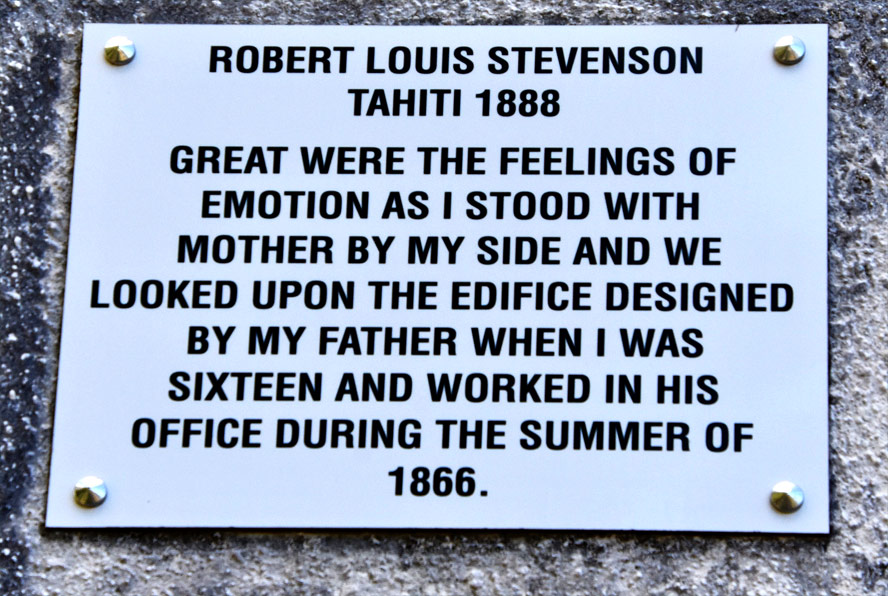 ROBERT LOUIS STEVENSON
TAHITI 1888
GREAT WERE THE FEELINGS OF
EMOTION AS I STOOD WITH
MOTHER BY MY SIDE AND WE
LOOKED UPON THE EDIFICE DESIGNED
BY MY FATHER WHEN I WAS
SIXTEEN AND WORKED IN HIS
OFFICE DURING THE SUMMER OF
1866.